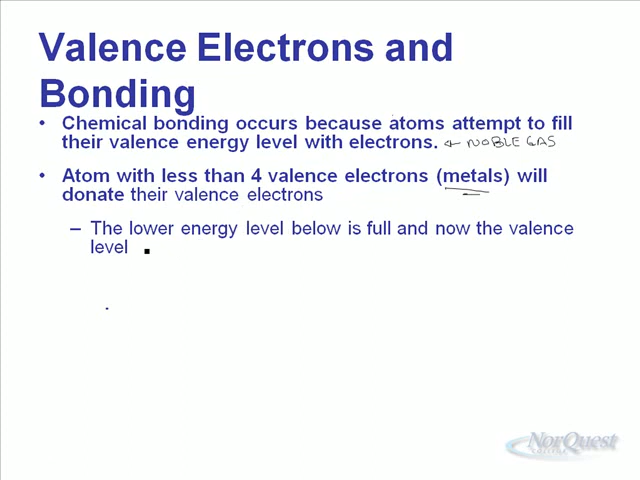 Valence Electrons and
Bonding
• Chemical bonding occurs because atoms attempt to fill
their valence energy level with electrons. ← NOBLE GAS
• Atom with less than 4 valence electrons (metals) will
donate their valence electrons
– The lower energy level below is full and now the valence
level
NorQuest